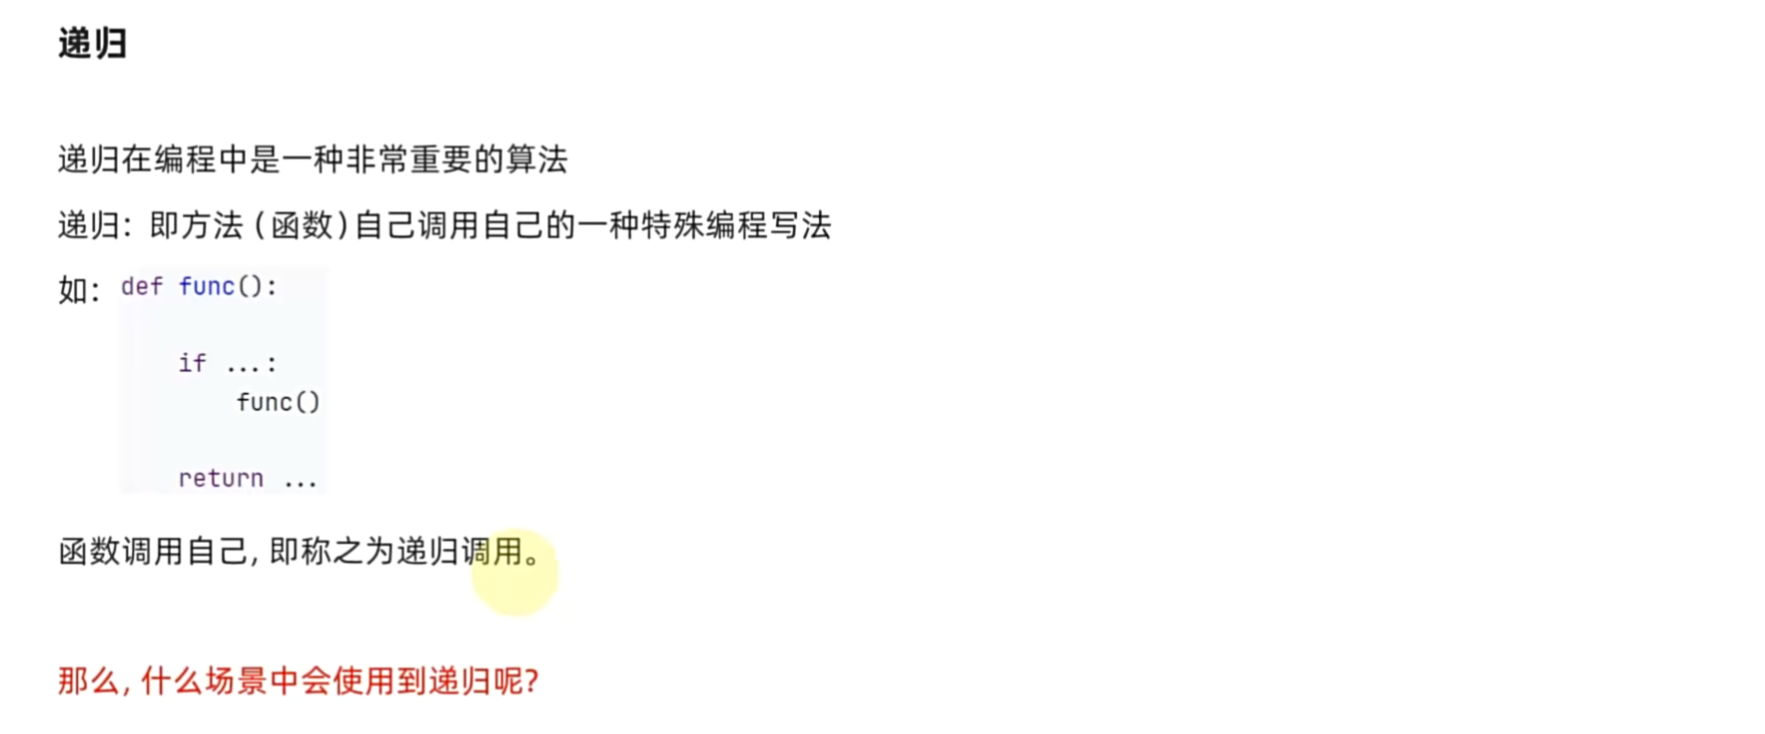 递归
递归在编程中是一种非常重要的算法
递归：即方法(函数)自己调用自己的一种特殊编程写法
如：def func():
if ...:
func()
return ...
函数调用自己, 即称之为递归调用。
那么, 什么场景中会使用到递归呢?